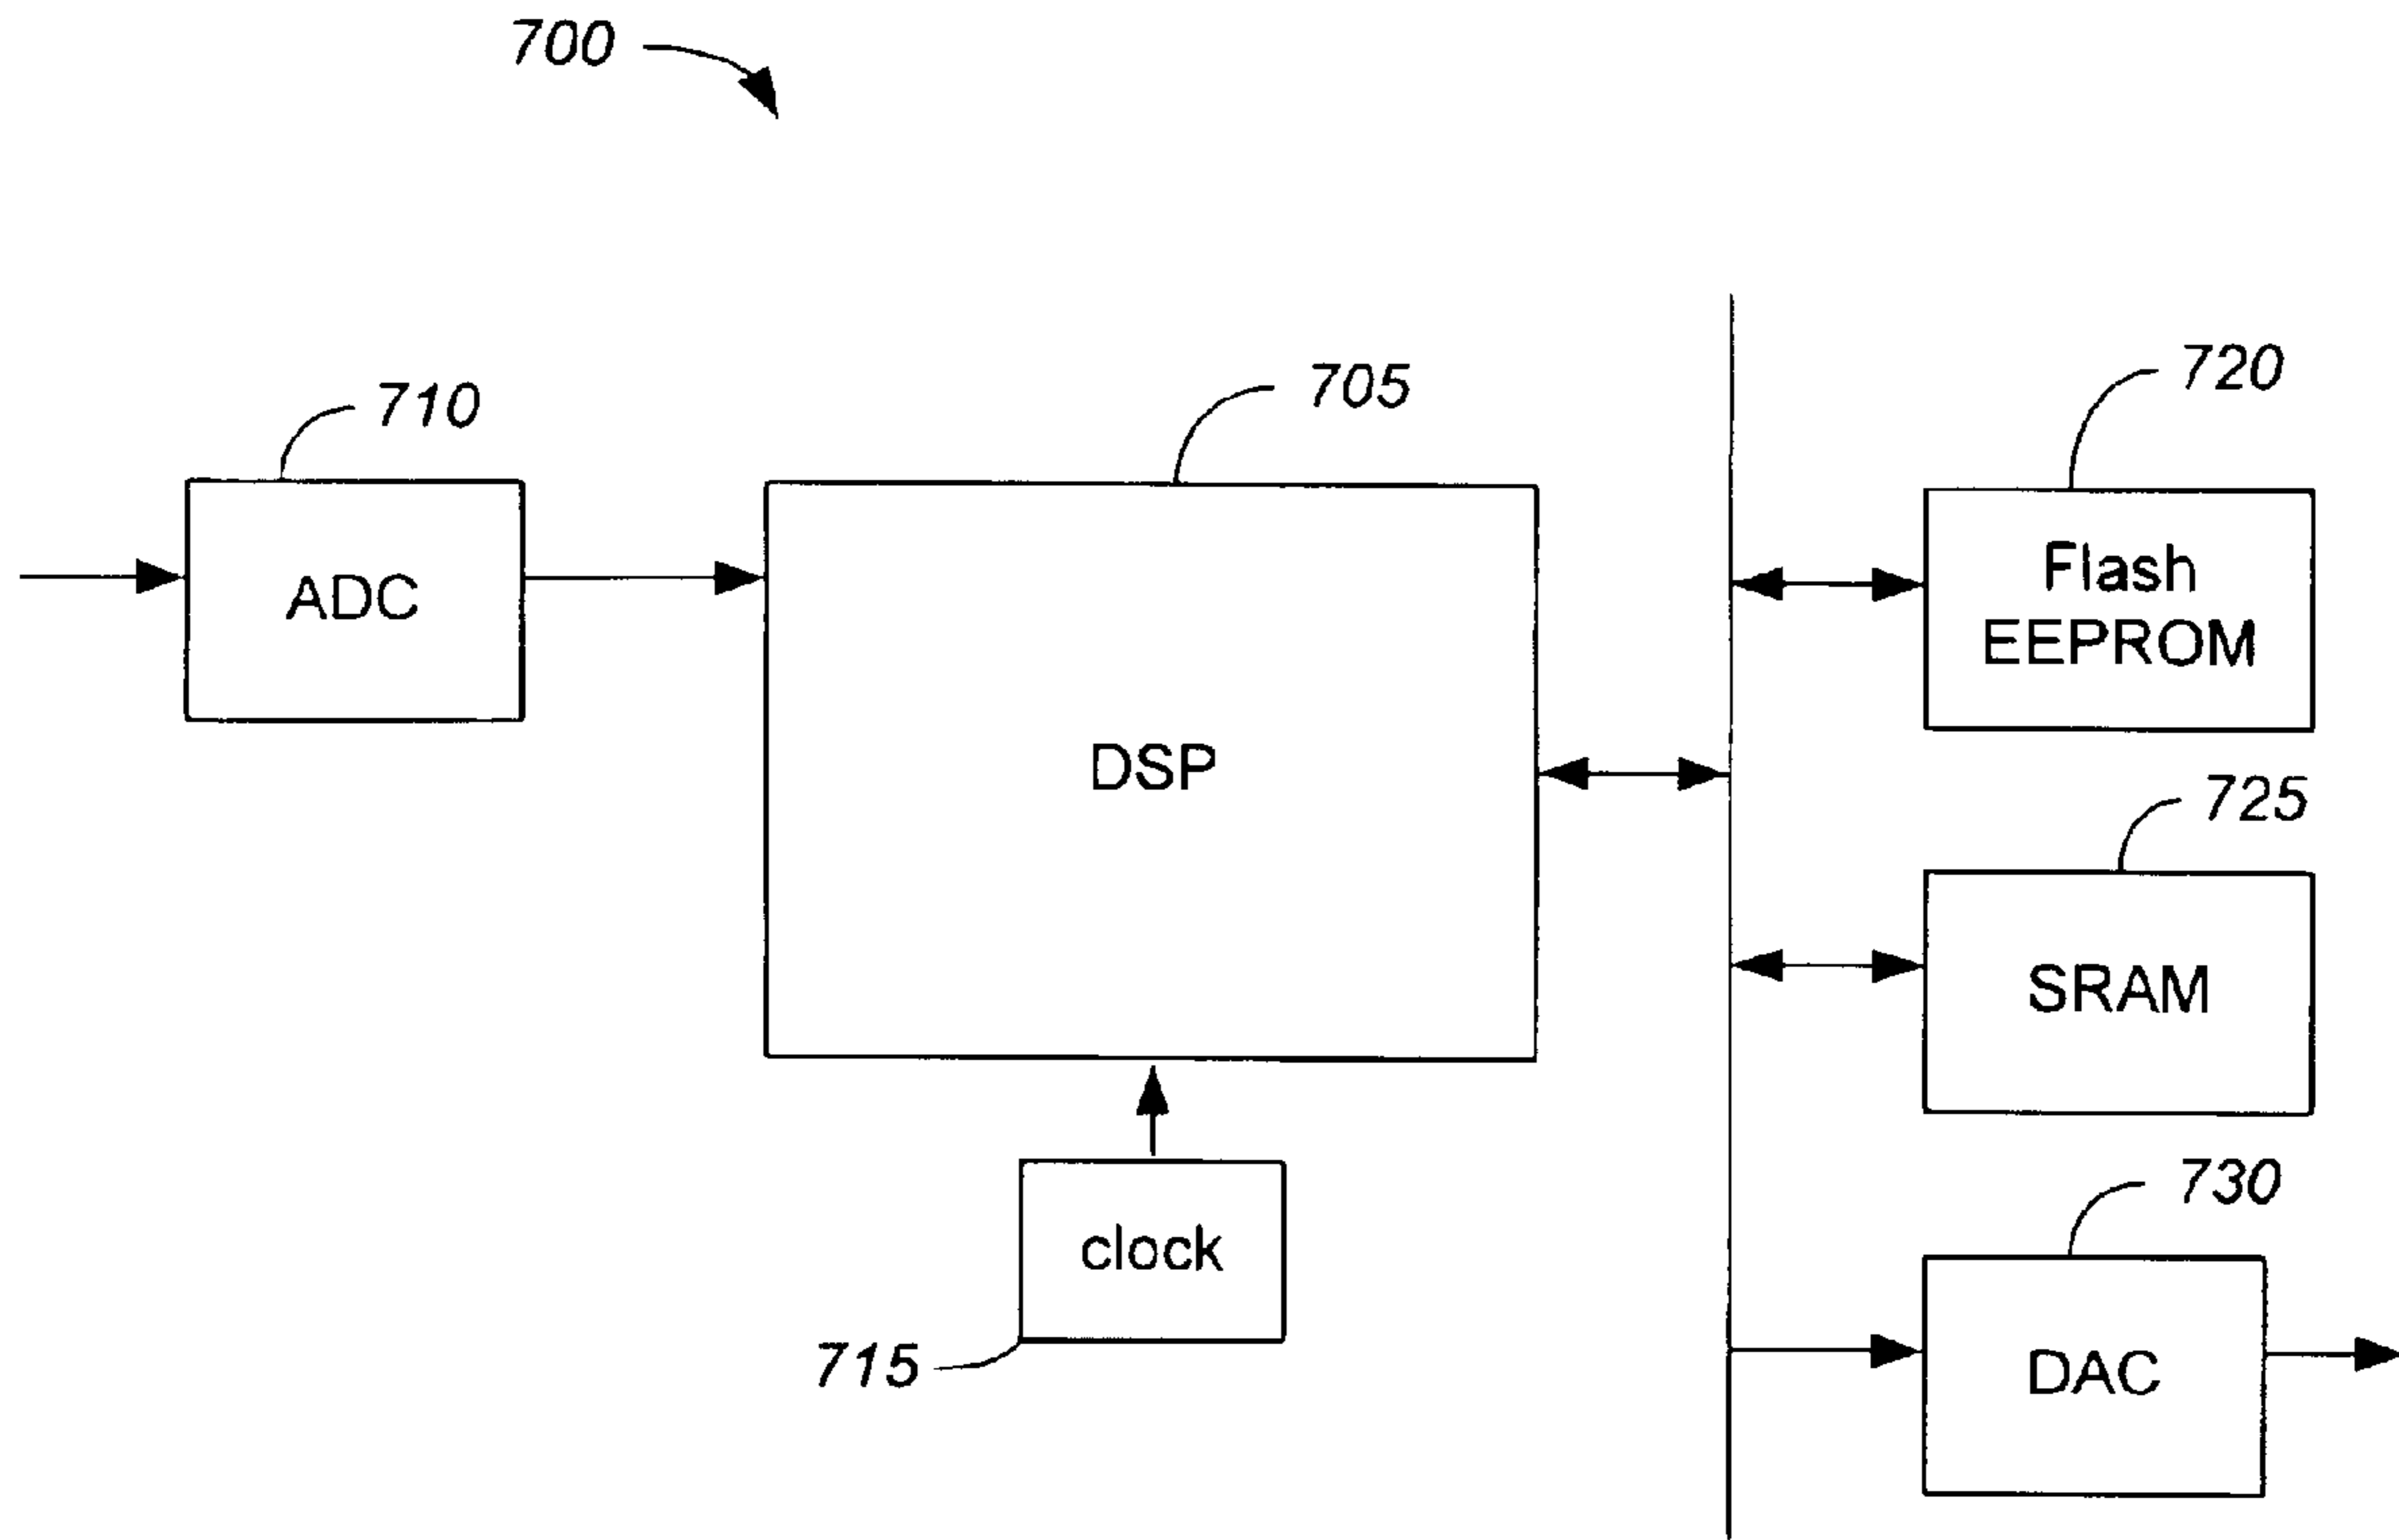 700
710
705
720
ADC
Flash
EEPROM
DSP
725
SRAM
clock
730
715
DAC